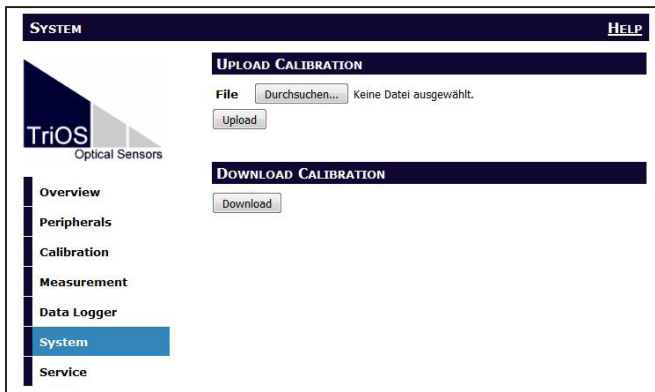 SYSTEM HELP
TriOS
Optical Sensors
Overview
Peripherals
Calibration
Measurement
Data Logger
System
Service
UPLOAD CALIBRATION
File Durchsuchen... Keine Datei ausgewählt.
Upload
DOWNLOAD CALIBRATION
Download